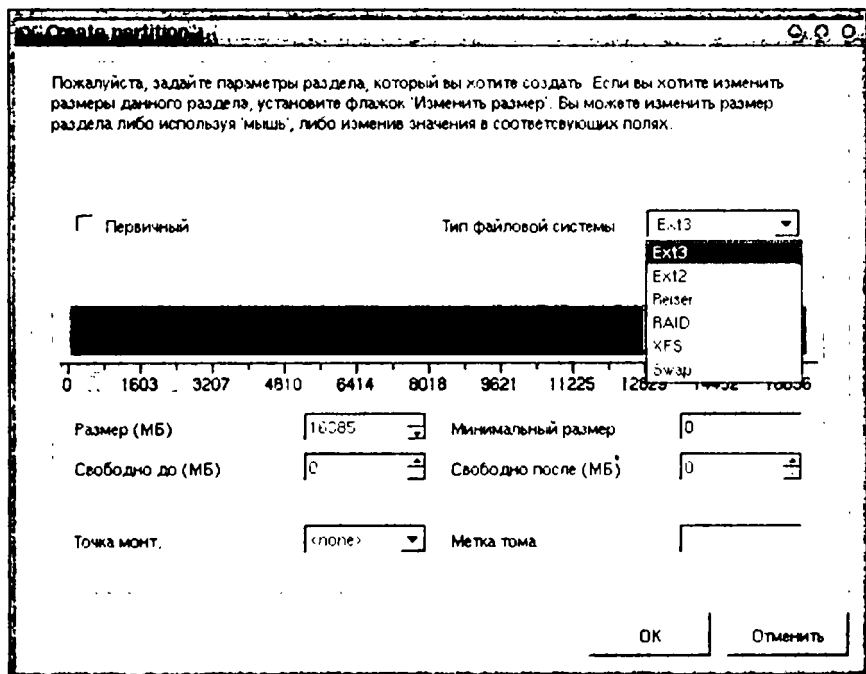 Create partition
Пожалуйста, задайте параметры раздела, который вы хотите создать. Если вы хотите изменить
размеры данного раздела, установите флажок 'Изменить размер'. Вы можете изменить размер
раздела либо используя 'мышь', либо изменив значения в соответсвующих полях.
Первичный Тип файловой системы Ext3
Ext3
Ext2
Reiser
RAID
XFS
Swap
0 1603 3207 4810 6414 8018 9621 11225
Размер (МБ) 16085 Минимальный размер 0
Свободно до (МБ) 0 Свободно после (МБ) 0
Точка монт. <none> Метка тома
OK Отменить